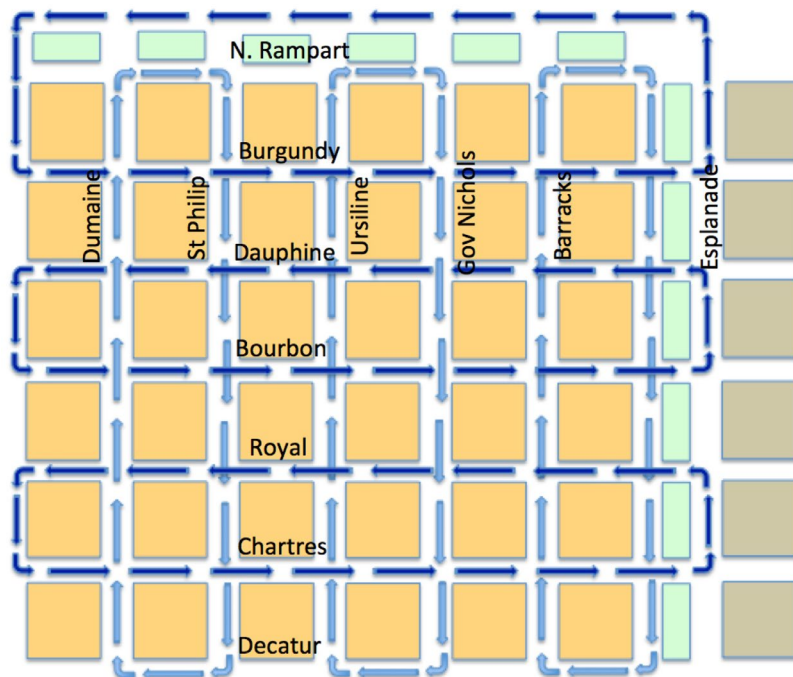 N. Rampart
Burgundy
Dumaine
St Philip
Ursiline
Gov Nichols
Barracks
Esplanade
Dauphine
Bourbon
Royal
Chartres
Decatur